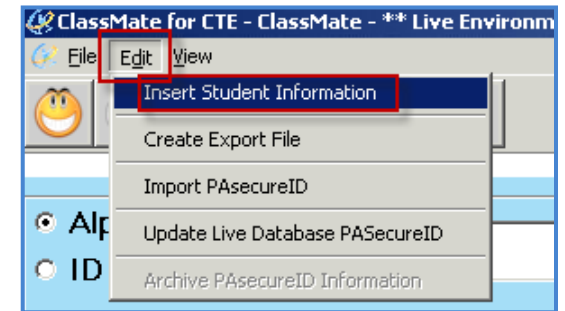 ClassMate for CTE - ClassMate - ** Live Environm
File Edit View
Insert Student Information
Create Export File
Import PAsecureID
Update Live Database PASecureID
Archive PAsecureID Information
ID